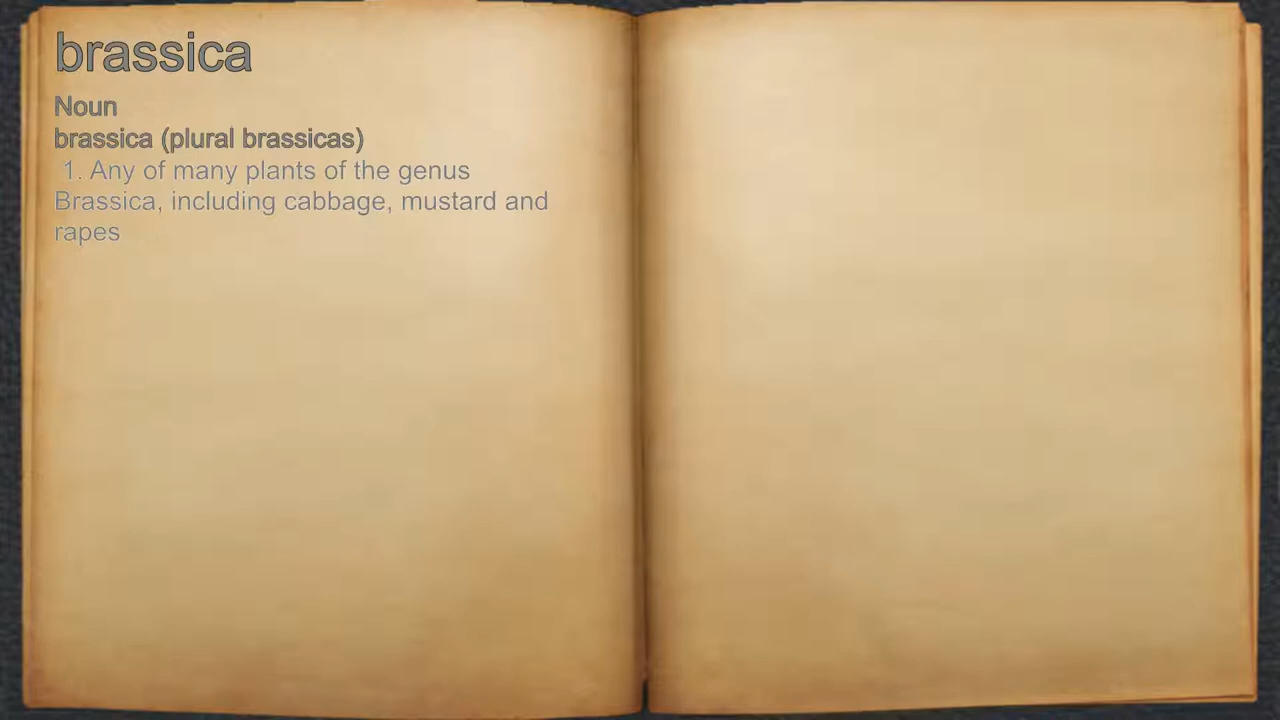 brassica
Noun
brassica (plural brassicas)
1. Any of many plants of the genus
Brassica, including cabbage, mustard and
rapes